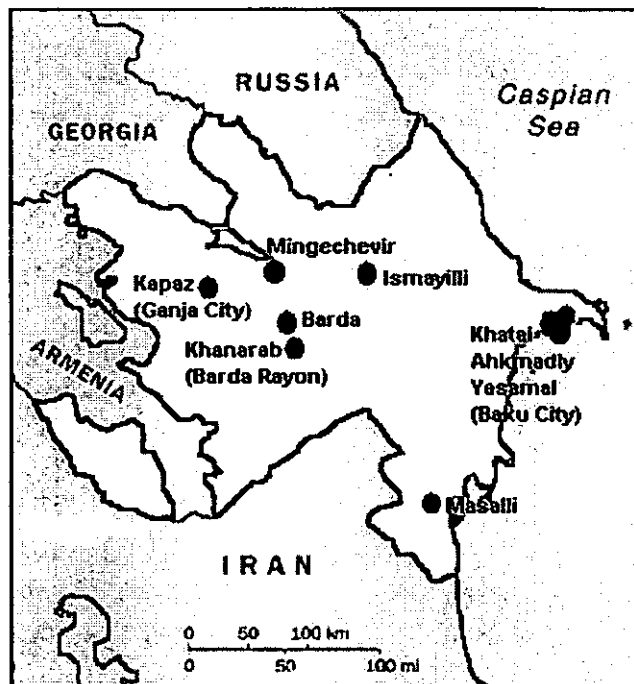 RUSSIA
Caspian
Sea
GEORGIA
Mingechevir
Kapaz
(Ganja City)
Ismayilli
Barda
Khanarab
(Barda Rayon)
Khatai
Ahkmadly
Yesamal
(Baku City)
ARMENIA
Masalli
IRAN
0 50 100 km
0 50 100 mi